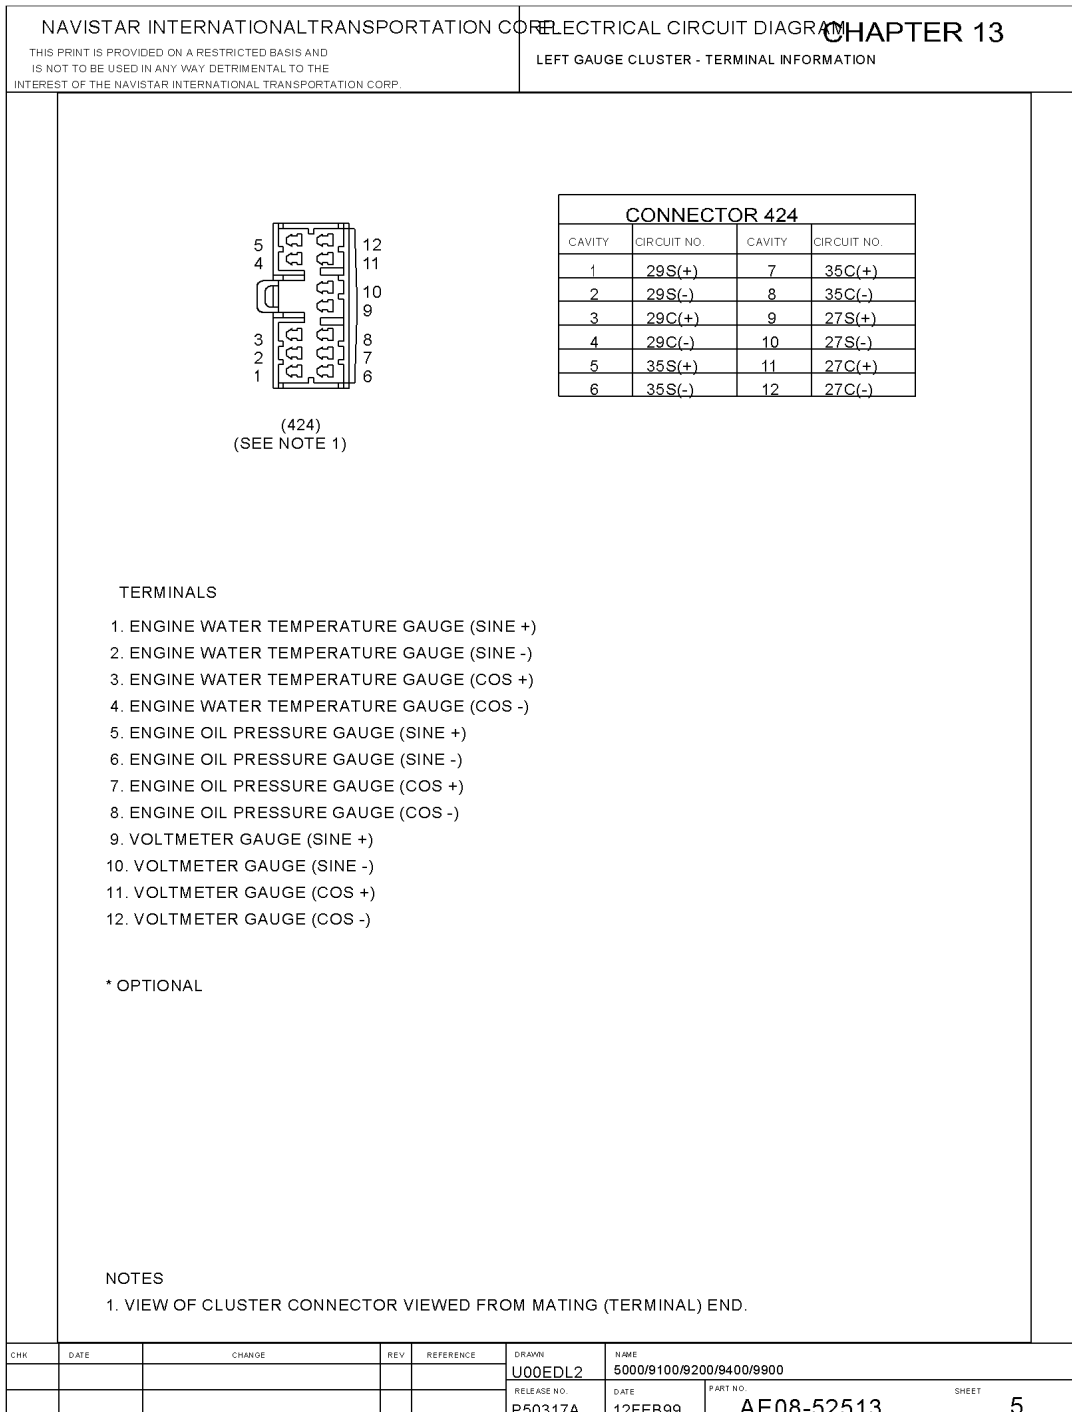 NAVISTAR INTERNATIONALTRANSPORTATION CORP.
THIS PRINT IS PROVIDED ON A RESTRICTED BASIS AND
IS NOT TO BE USED IN ANY WAY DETRIMENTAL TO THE
INTEREST OF THE NAVISTAR INTERNATIONAL TRANSPORTATION CORP.
ELECTRICAL CIRCUIT DIAGRAM
CHAPTER 13
LEFT GAUGE CLUSTER - TERMINAL INFORMATION
5 12
4 11
10
9
3 8
2 7
1 6
(424)
(SEE NOTE 1)
CONNECTOR 424
CAVITY CIRCUIT NO. CAVITY CIRCUIT NO.
1 29S(+) 7 35C(+)
2 29S(-) 8 35C(-)
3 29C(+) 9 27S(+)
4 29C(-) 10 27S(-)
5 35S(+) 11 27C(+)
6 35S(-) 12 27C(-)
TERMINALS
1. ENGINE WATER TEMPERATURE GAUGE (SINE +)
2. ENGINE WATER TEMPERATURE GAUGE (SINE -)
3. ENGINE WATER TEMPERATURE GAUGE (COS +)
4. ENGINE WATER TEMPERATURE GAUGE (COS -)
5. ENGINE OIL PRESSURE GAUGE (SINE +)
6. ENGINE OIL PRESSURE GAUGE (SINE -)
7. ENGINE OIL PRESSURE GAUGE (COS +)
8. ENGINE OIL PRESSURE GAUGE (COS -)
9. VOLTMETER GAUGE (SINE +)
10. VOLTMETER GAUGE (SINE -)
11. VOLTMETER GAUGE (COS +)
12. VOLTMETER GAUGE (COS -)
* OPTIONAL
NOTES
1. VIEW OF CLUSTER CONNECTOR VIEWED FROM MATING (TERMINAL) END.
CHK DATE CHANGE REV REFERENCE
DRAWN
U00EDL2
NAME
5000/9100/9200/9400/9900
RELEASE NO.
P50317A
DATE
12FEB99
PART NO.
AE08-52513
SHEET
5